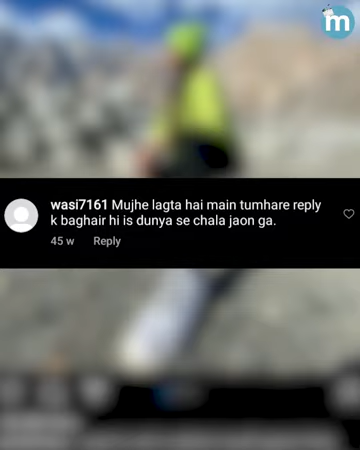 m
wasi7161 Mujhe lagta hai main tumhare reply
k baghair hi is dunya se chala jaon ga.
45 w Reply